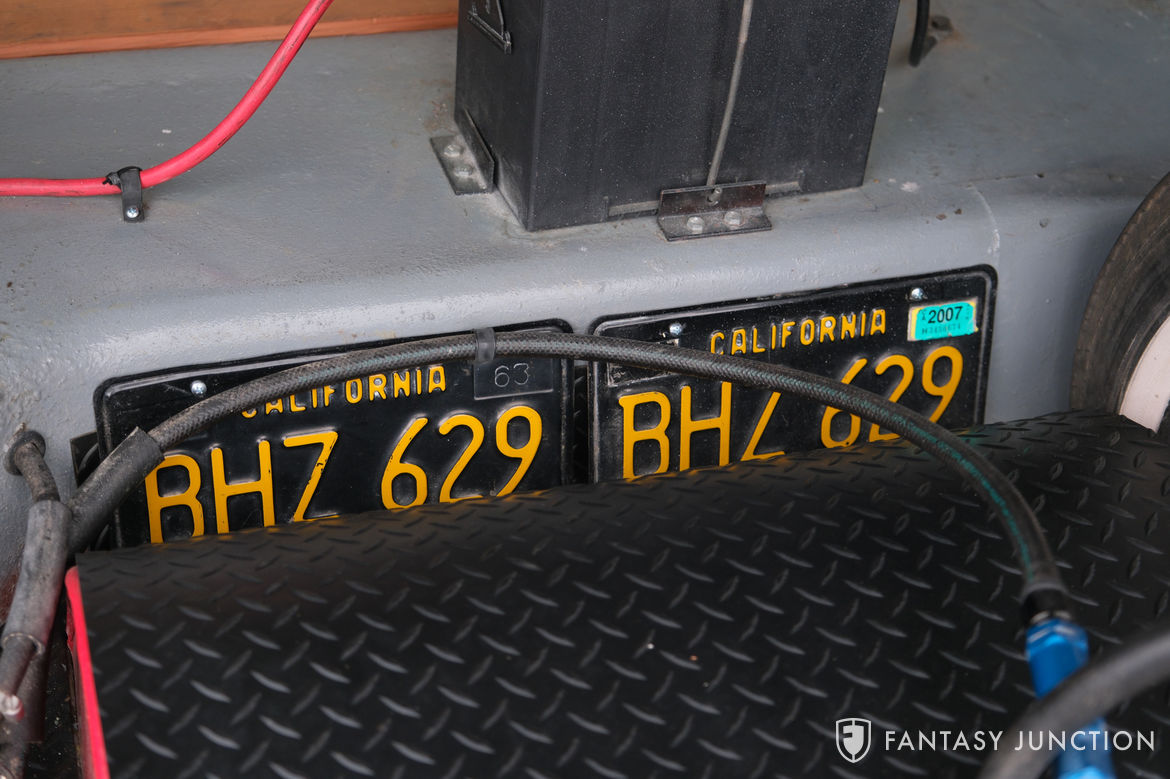 CALIFORNIA 63
BHZ 629
CALIFORNIA 2007
BHZ 629
FANTASY JUNCTION